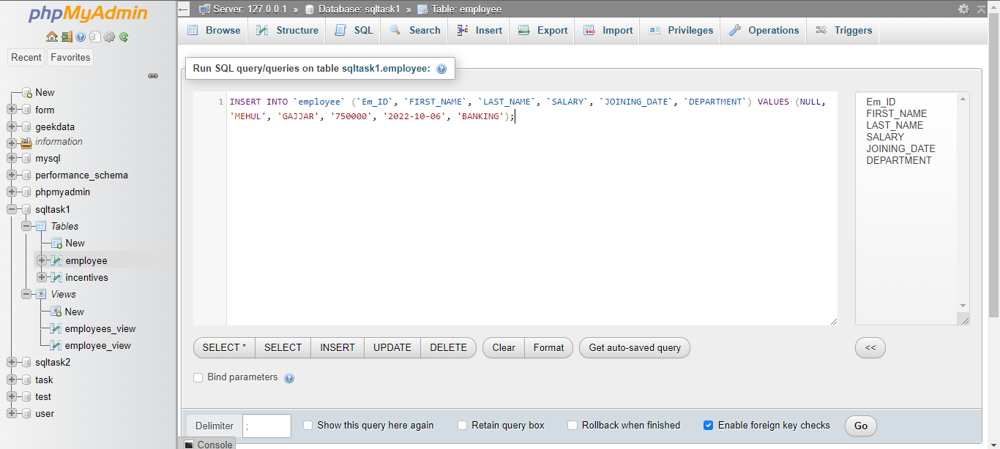 phpMyAdmin
Recent Favorites
New
form
geekdata
information
mysql
performance_schema
phpmyadmin
sqltask1
Tables
New
employee
incentives
Views
New
employees_view
employee_view
sqltask2
task
test
user
Server: 127.0.0.1 » Database: sqltask1 » Table: employee
Browse Structure SQL Search Insert Export Import Privileges Operations Triggers
Run SQL query/queries on table sqltask1.employee:
1 INSERT INTO `employee` (`Em_ID`, `FIRST_NAME`, `LAST_NAME`, `SALARY`, `JOINING_DATE`, `DEPARTMENT`) VALUES (NULL,
'MEHUL', 'GAJJAR', '750000', '2022-10-06', 'BANKING');
Em_ID
FIRST_NAME
LAST_NAME
SALARY
JOINING_DATE
DEPARTMENT
SELECT * SELECT INSERT UPDATE DELETE Clear Format Get auto-saved query <<
Bind parameters
Delimiter ; Show this query here again Retain query box Rollback when finished Enable foreign key checks Go
Console